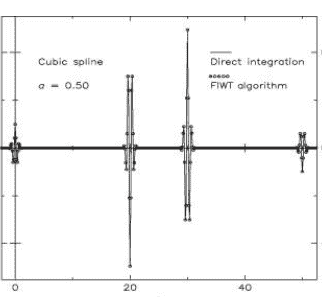 Cubic spline
Direct integration
a = 0.50
FIWT algorithm
0
20
40